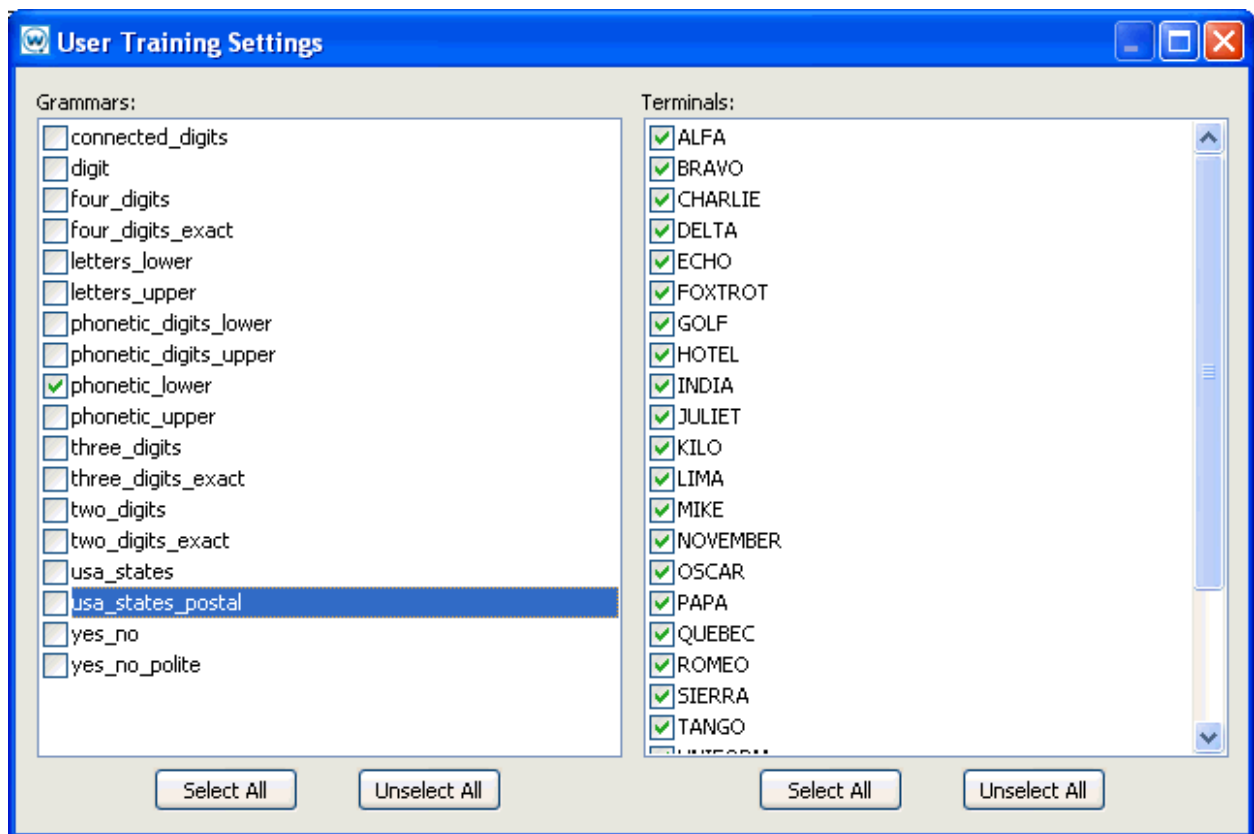 User Training Settings
Grammars:
connected_digits
digit
four_digits
four_digits_exact
letters_lower
letters_upper
phonetic_digits_lower
phonetic_digits_upper
phonetic_lower
phonetic_upper
three_digits
three_digits_exact
two_digits
two_digits_exact
usa_states
usa_states_postal
yes_no
yes_no_polite
Select All
Unselect All
Terminals:
ALFA
BRAVO
CHARLIE
DELTA
ECHO
FOXTROT
GOLF
HOTEL
INDIA
JULIET
KILO
LIMA
MIKE
NOVEMBER
OSCAR
PAPA
QUEBEC
ROMEO
SIERRA
TANGO
Select All
Unselect All